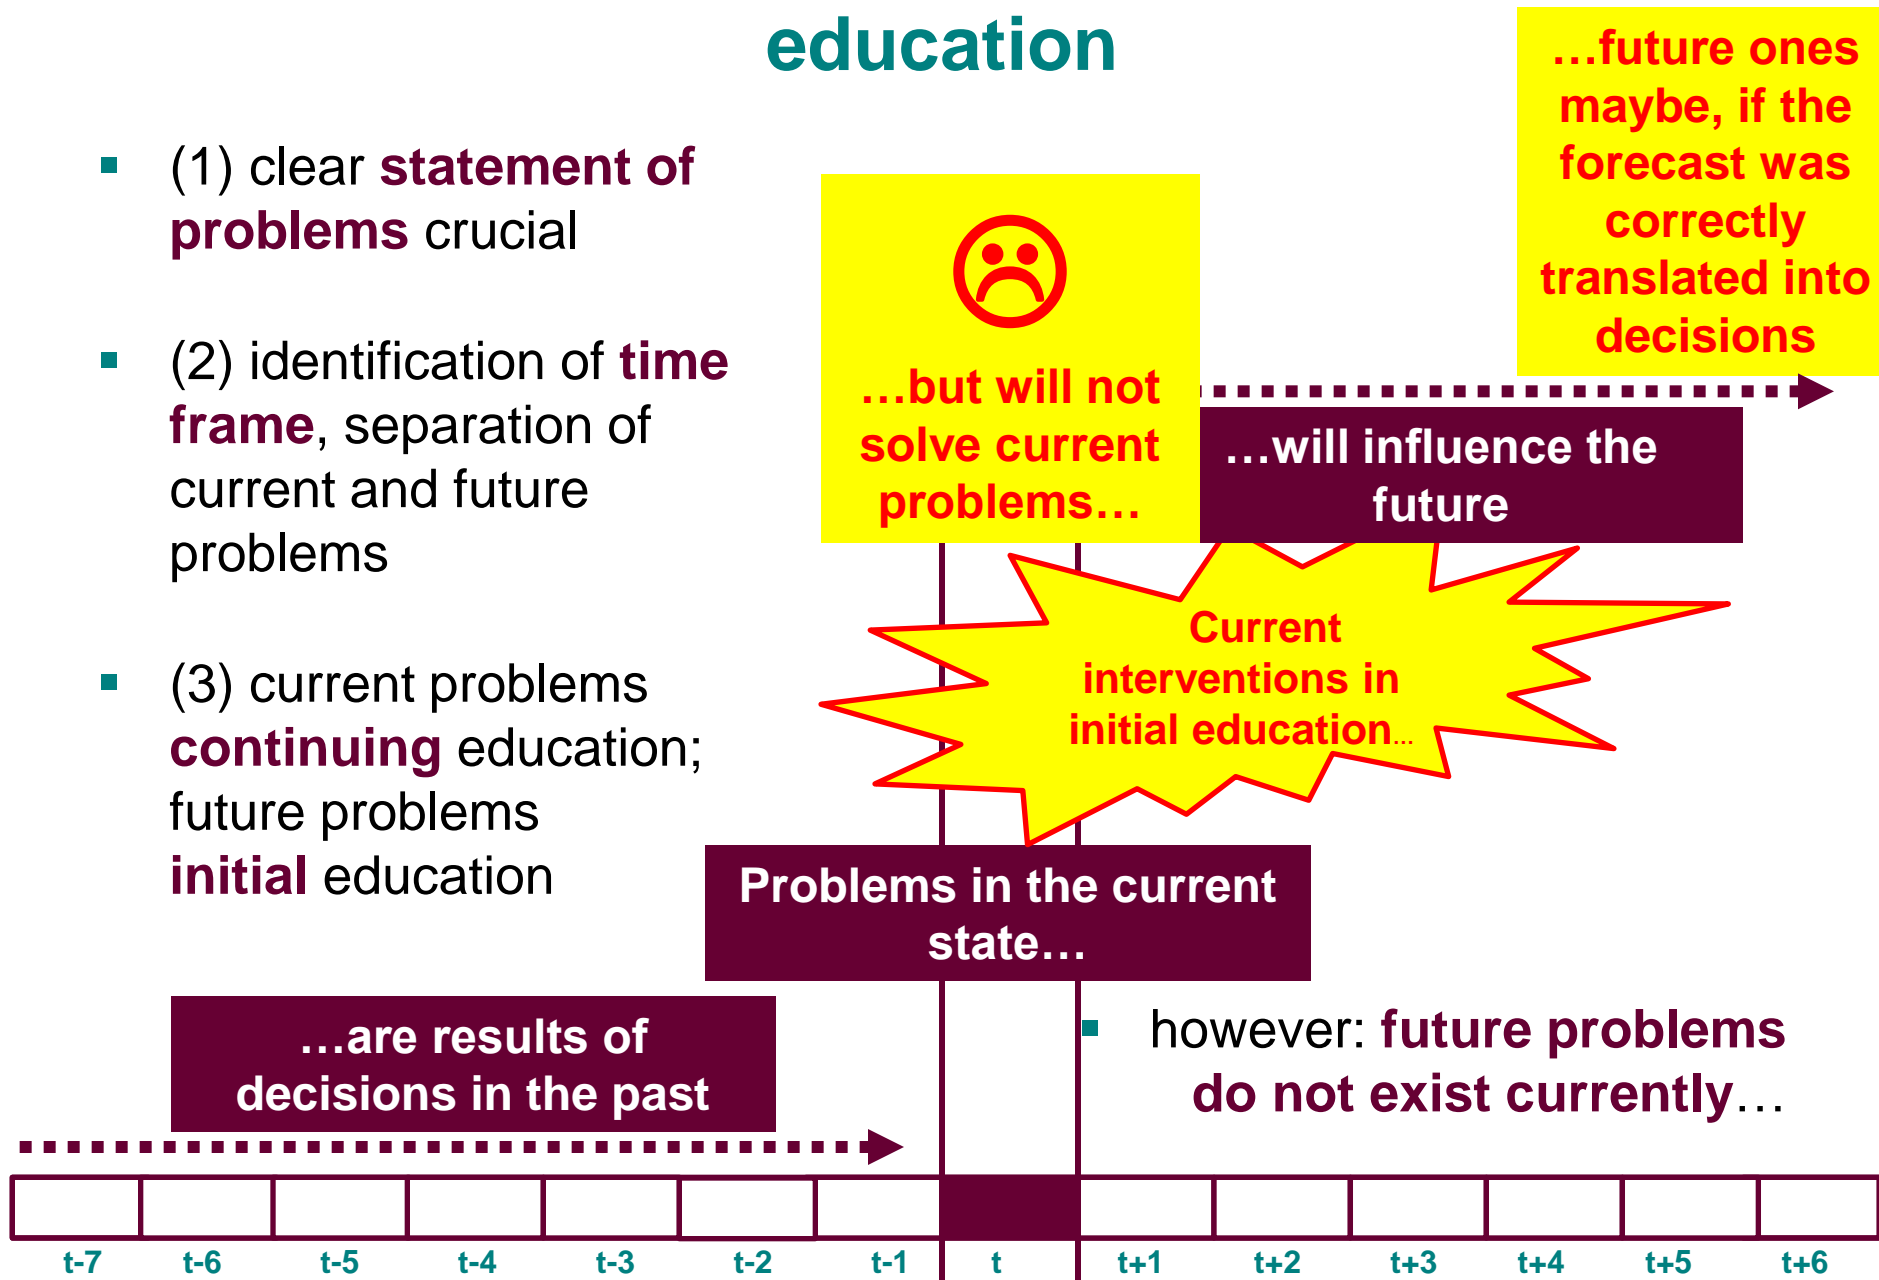 education
▪ (1) clear statement of
problems crucial
▪ (2) identification of time
frame, separation of
current and future
problems
▪ (3) current problems
continuing education;
future problems
initial education
…future ones
maybe, if the
forecast was
correctly
translated into
decisions
…but will not
solve current
problems…
…will influence the
future
Current
interventions in
initial education…
Problems in the current
state…
…are results of
decisions in the past
▪ however: future problems
do not exist currently…
t-7 t-6 t-5 t-4 t-3 t-2 t-1 t t+1 t+2 t+3 t+4 t+5 t+6